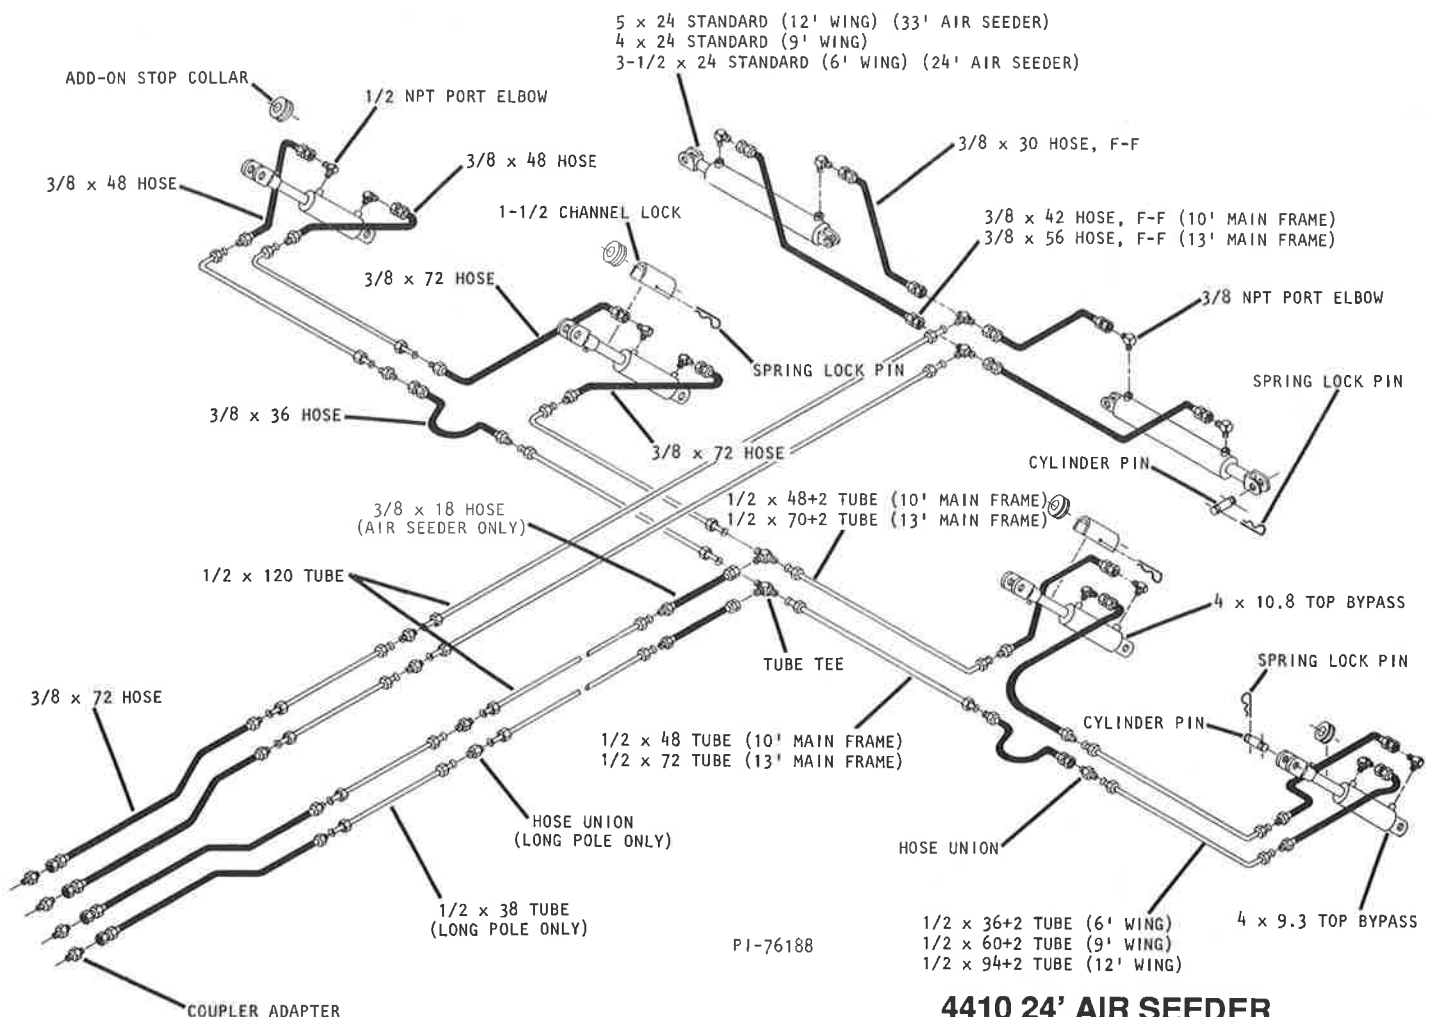 5 x 24 STANDARD (12' WING) (33' AIR SEEDER)
4 x 24 STANDARD (9' WING)
3-1/2 x 24 STANDARD (6' WING) (24' AIR SEEDER)
ADD-ON STOP COLLAR
1/2 NPT PORT ELBOW
3/8 x 30 HOSE, F-F
3/8 x 48 HOSE
3/8 x 48 HOSE
1-1/2 CHANNEL LOCK
3/8 x 42 HOSE, F-F (10' MAIN FRAME)
3/8 x 56 HOSE, F-F (13' MAIN FRAME)
3/8 x 72 HOSE
3/8 NPT PORT ELBOW
SPRING LOCK PIN
SPRING LOCK PIN
3/8 x 36 HOSE
3/8 x 72 HOSE
CYLINDER PIN
3/8 x 18 HOSE
(AIR SEEDER ONLY)
1/2 x 48+2 TUBE (10' MAIN FRAME)
1/2 x 70+2 TUBE (13' MAIN FRAME)
1/2 x 120 TUBE
4 x 10.8 TOP BYPASS
TUBE TEE
SPRING LOCK PIN
3/8 x 72 HOSE
CYLINDER PIN
1/2 x 48 TUBE (10' MAIN FRAME)
1/2 x 72 TUBE (13' MAIN FRAME)
HOSE UNION
(LONG POLE ONLY)
HOSE UNION
1/2 x 38 TUBE
(LONG POLE ONLY)
PI-76188
1/2 x 36+2 TUBE (6' WING)
1/2 x 60+2 TUBE (9' WING)
1/2 x 94+2 TUBE (12' WING)
4 x 9.3 TOP BYPASS
COUPLER ADAPTER
4410 24' AIR SEEDER